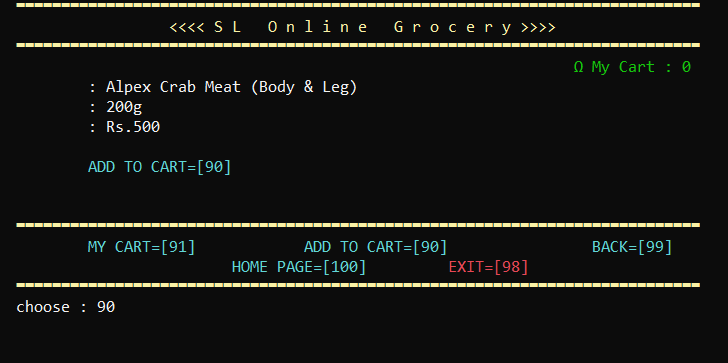 <<<< S L   O n l i n e   G r o c e r y >>>>
Ω My Cart : 0
: Alpex Crab Meat (Body & Leg)
: 200g
: Rs.500
ADD TO CART=[90]
MY CART=[91]            ADD TO CART=[90]                BACK=[99]
HOME PAGE=[100]         EXIT=[98]
choose : 90